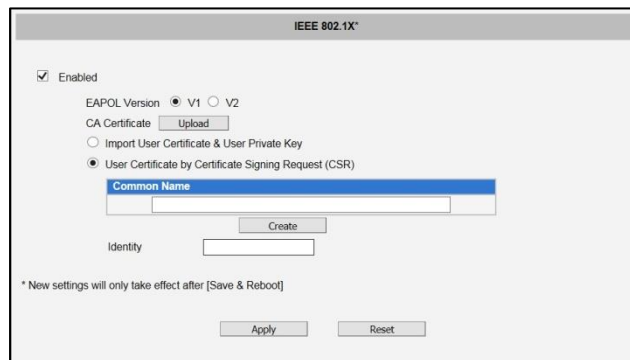 IEEE 802.1X*
Enabled
EAPOL Version V1 V2
CA Certificate Upload
Import User Certificate & User Private Key
User Certificate by Certificate Signing Request (CSR)
Common Name
Create
Identity
* New settings will only take effect after [Save & Reboot]
Apply Reset